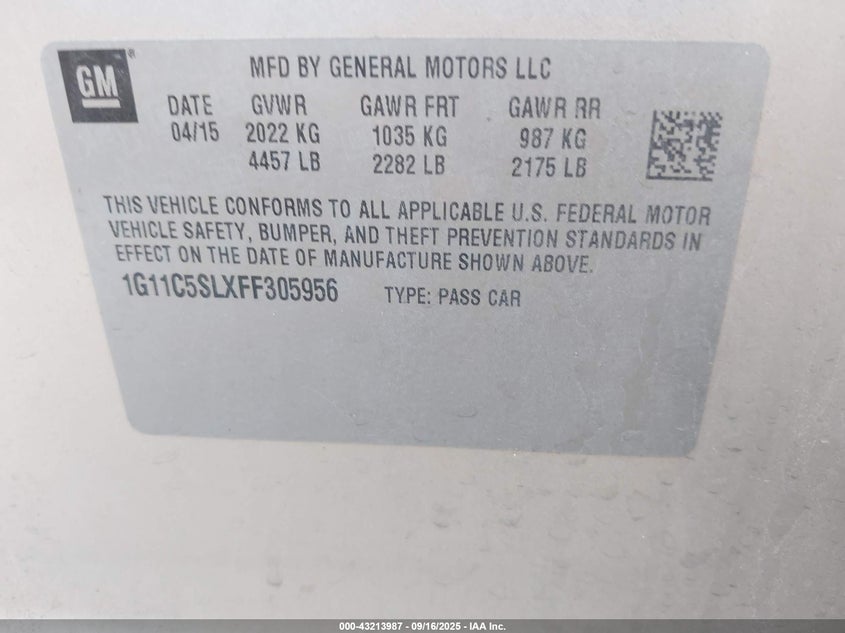 GM
MFD BY GENERAL MOTORS LLC
DATE GVWR GAWR FRT GAWR RR
04/15 2022 KG 1035 KG 987 KG
4457 LB 2282 LB 2175 LB
THIS VEHICLE CONFORMS TO ALL APPLICABLE U.S. FEDERAL MOTOR
VEHICLE SAFETY, BUMPER, AND THEFT PREVENTION STANDARDS IN
EFFECT ON THE DATE OF MANUFACTURE SHOWN ABOVE.
1G11C5SLXFF305956 TYPE: PASS CAR
000-43213987 - 09/16/2025 - IAA Inc.